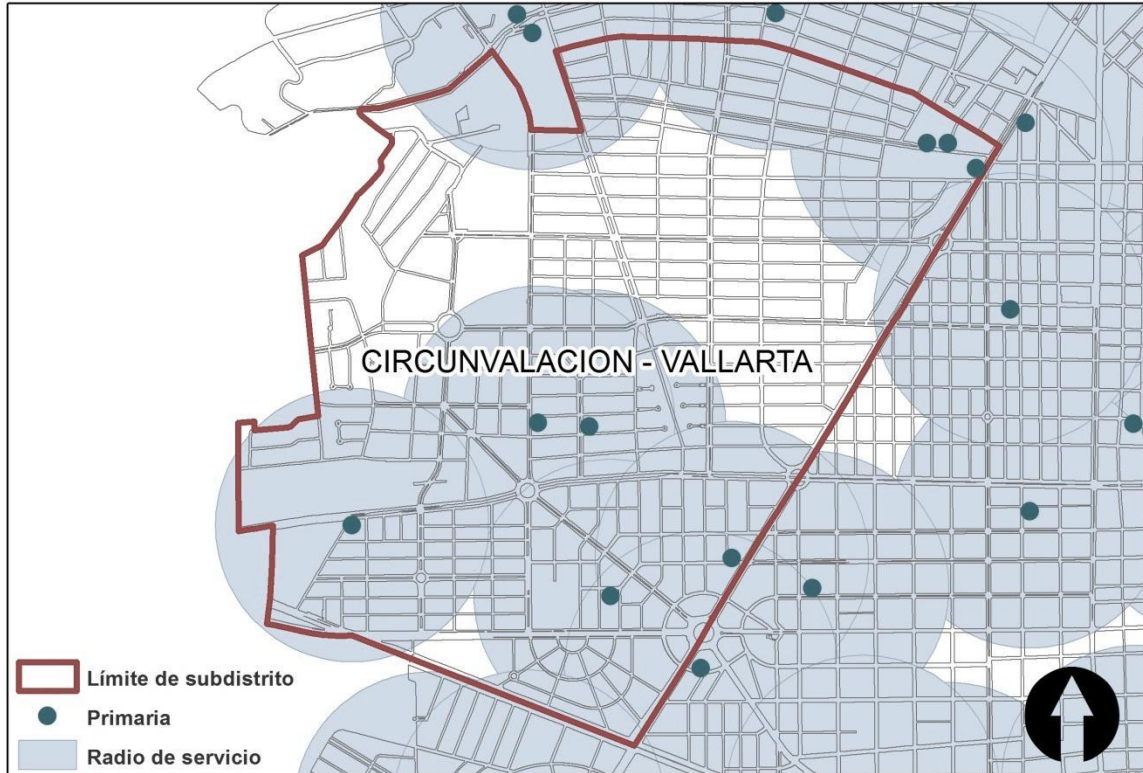 CIRCUNVALACION - VALLARTA
Límite de subdistrito
Primaria
Radio de servicio